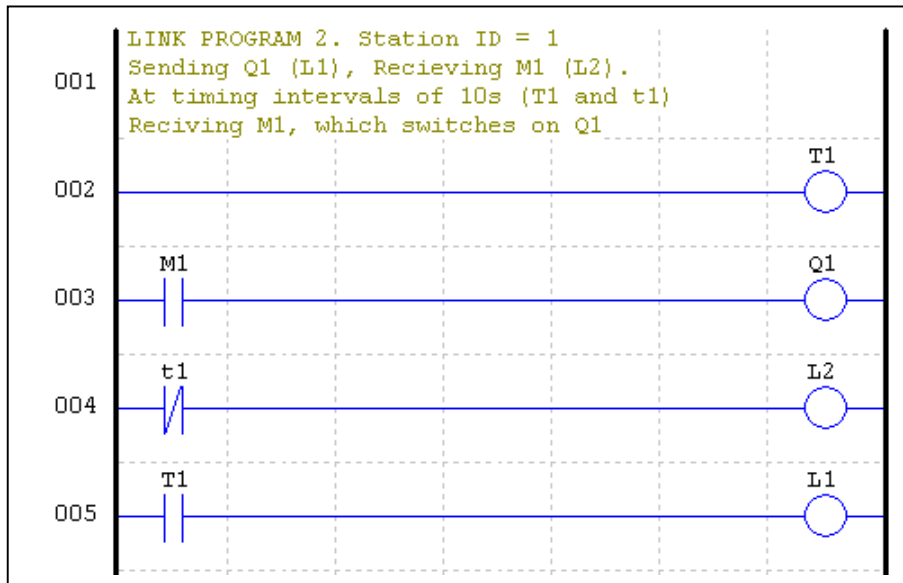 LINK PROGRAM 2. Station ID = 1
Sending Q1 (L1), Recieving M1 (L2).
001
At timing intervals of 10s (T1 and t1)
Reciving M1, which switches on Q1
T1
002
M1 Q1
003
t1 L2
004
T1 L1
005